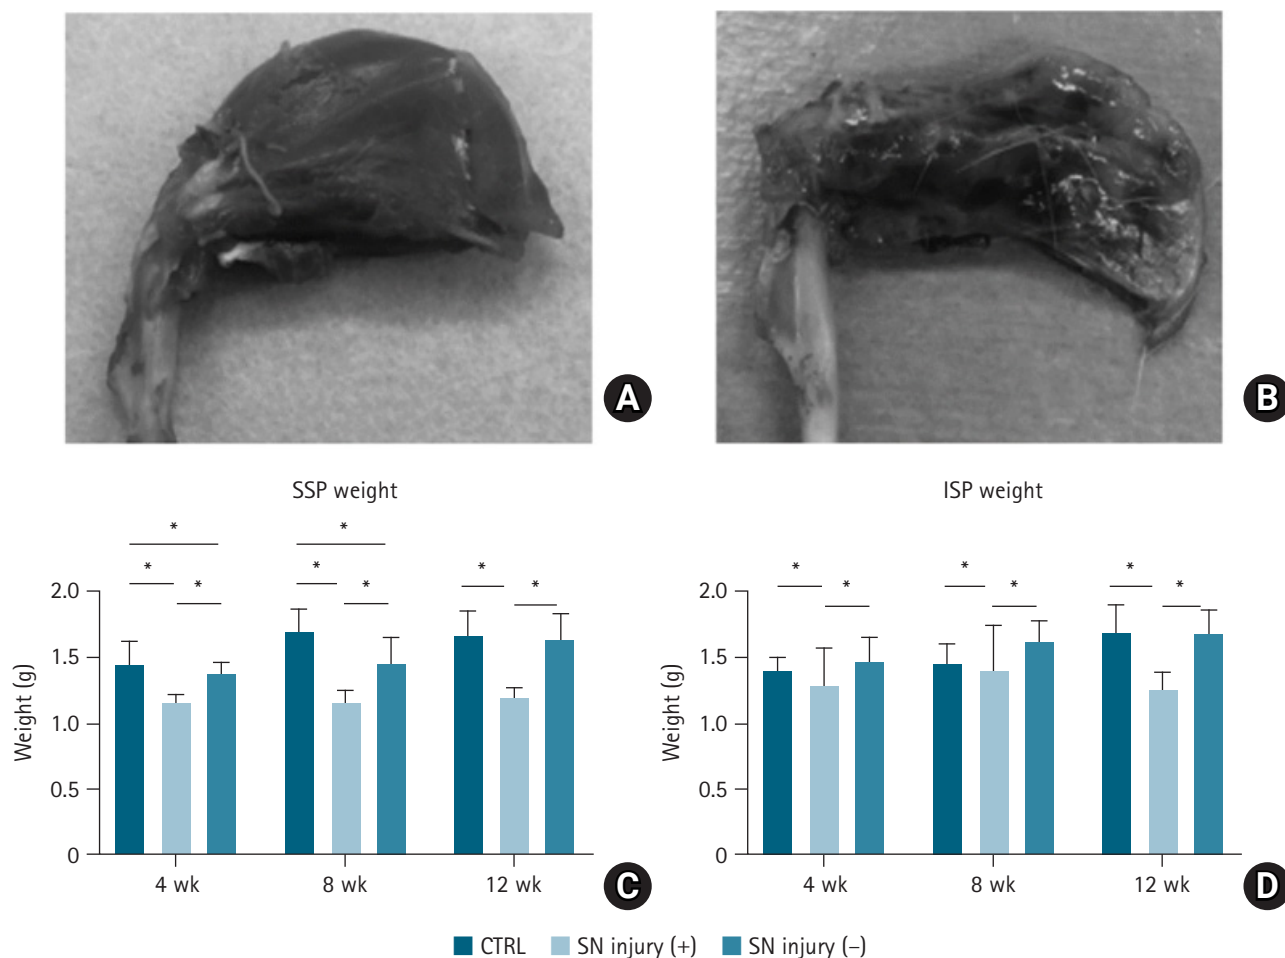 A
B
SSP weight
* *
* * * * * *
2.0
1.5
1.0
0.5
0
Weight (g)
4 wk
8 wk
12 wk
C
ISP weight
* * * * * *
2.0
1.5
1.0
0.5
0
Weight (g)
4 wk
8 wk
12 wk
D
CTRL SN injury (+) SN injury (–)